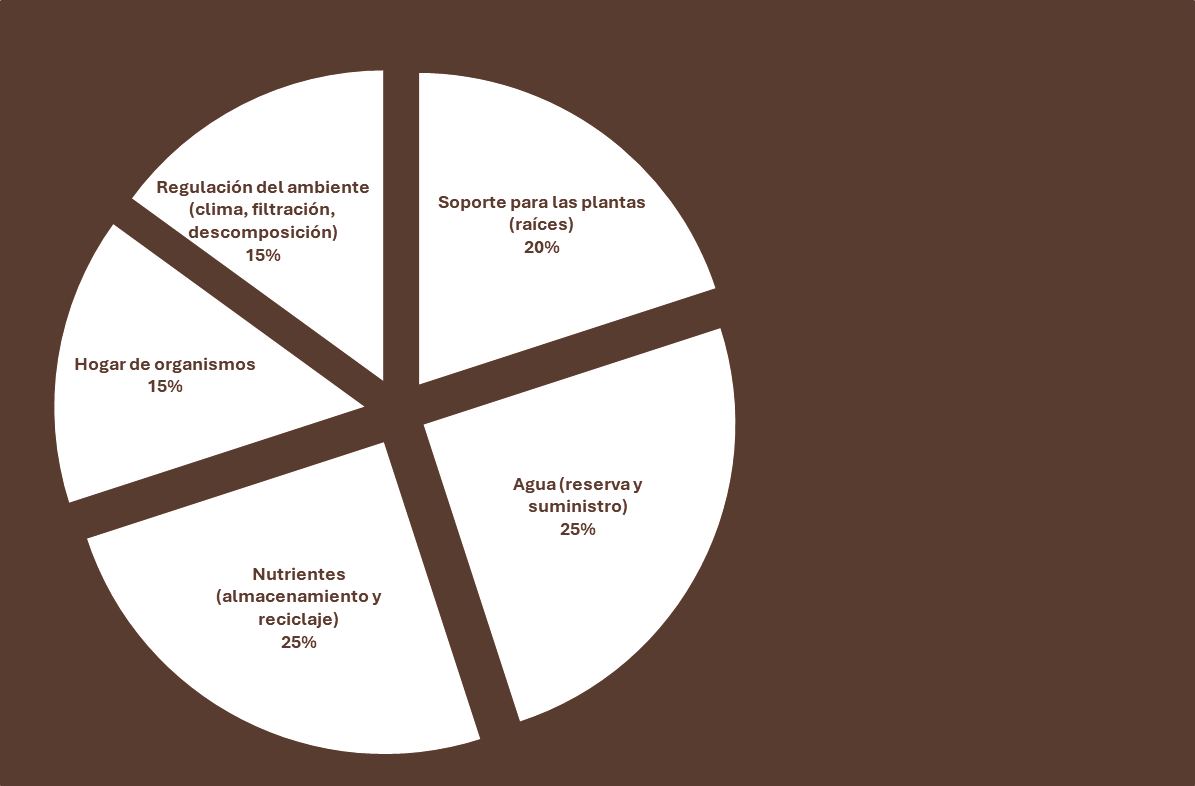 Regulación del ambiente
(clima, filtración,
descomposición)
15%
Soporte para las plantas
(raíces)
20%
Hogar de organismos
15%
Agua (reserva y
suministro)
25%
Nutrientes
(almacenamiento y
reciclaje)
25%